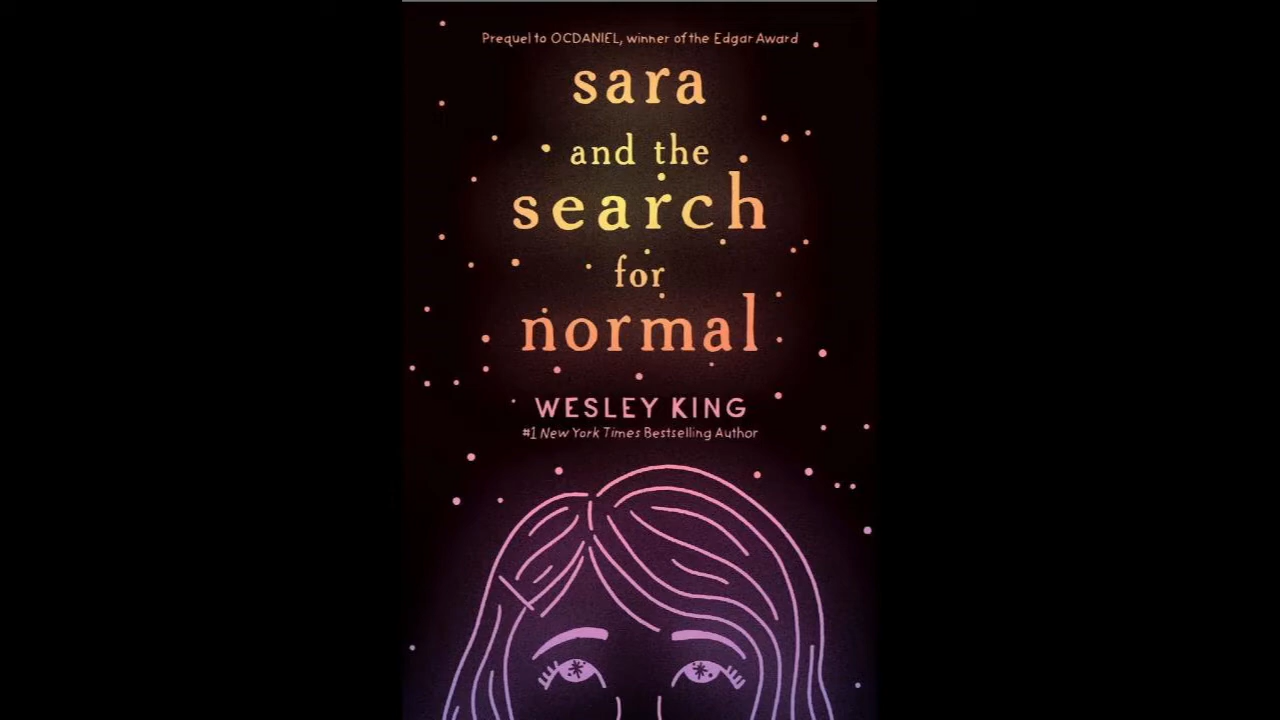 Prequel to OCDANIEL, winner of the Edgar Award
sara
and the
search
for
normal
WESLEY KING
#1 New York Times Bestselling Author